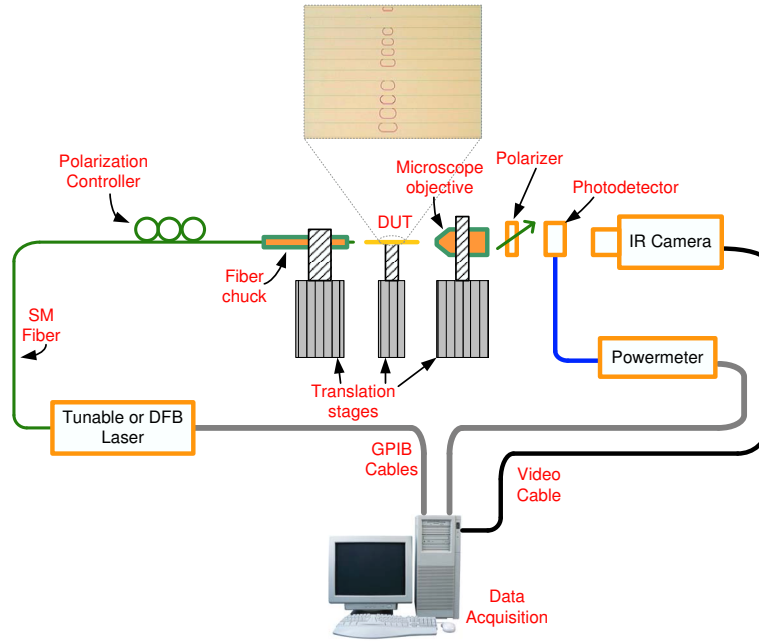 Polarization
Controller
Microscope
objective
Polarizer
Photodetector
DUT
IR Camera
Fiber
chuck
SM
Fiber
Translation
stages
Powermeter
Tunable or DFB
Laser
GPIB
Cables
Video
Cable
Data
Acquisition